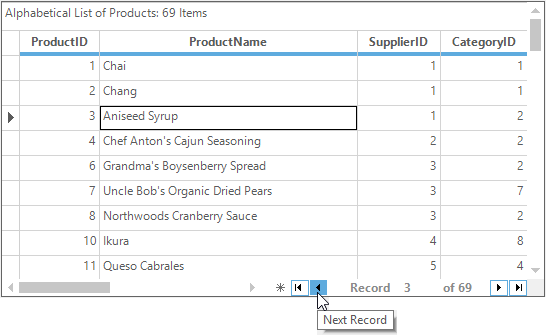 Alphabetical List of Products: 69 Items
ProductID ProductName SupplierID CategoryID
1 Chai 1 1
2 Chang 1 1
3 Aniseed Syrup 1 2
4 Chef Anton's Cajun Seasoning 2 2
6 Grandma's Boysenberry Spread 3 2
7 Uncle Bob's Organic Dried Pears 3 7
8 Northwoods Cranberry Sauce 3 2
10 Ikura 4 8
11 Queso Cabrales 5 4
Record 3 of 69
Next Record